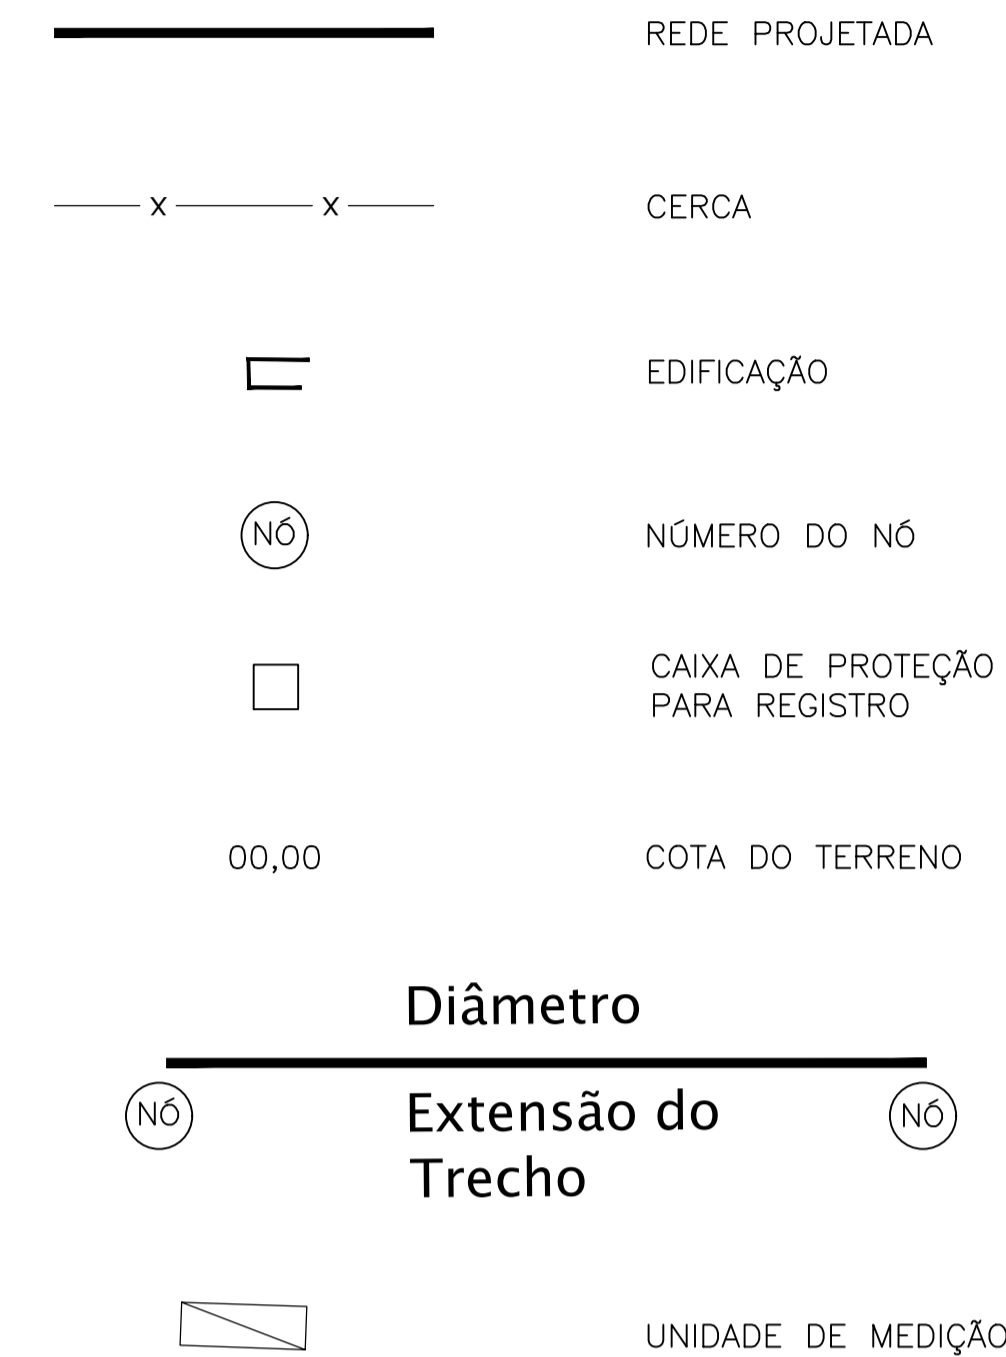 REDE PROJETADA
X X CERCA
EDIFICAÇÃO
NÓ NÚMERO DO NÓ
CAIXA DE PROTEÇÃO
PARA REGISTRO
00,00 COTA DO TERRENO
Diâmetro
NÓ Extensão do NÓ
Trecho
UNIDADE DE MEDIÇÃO